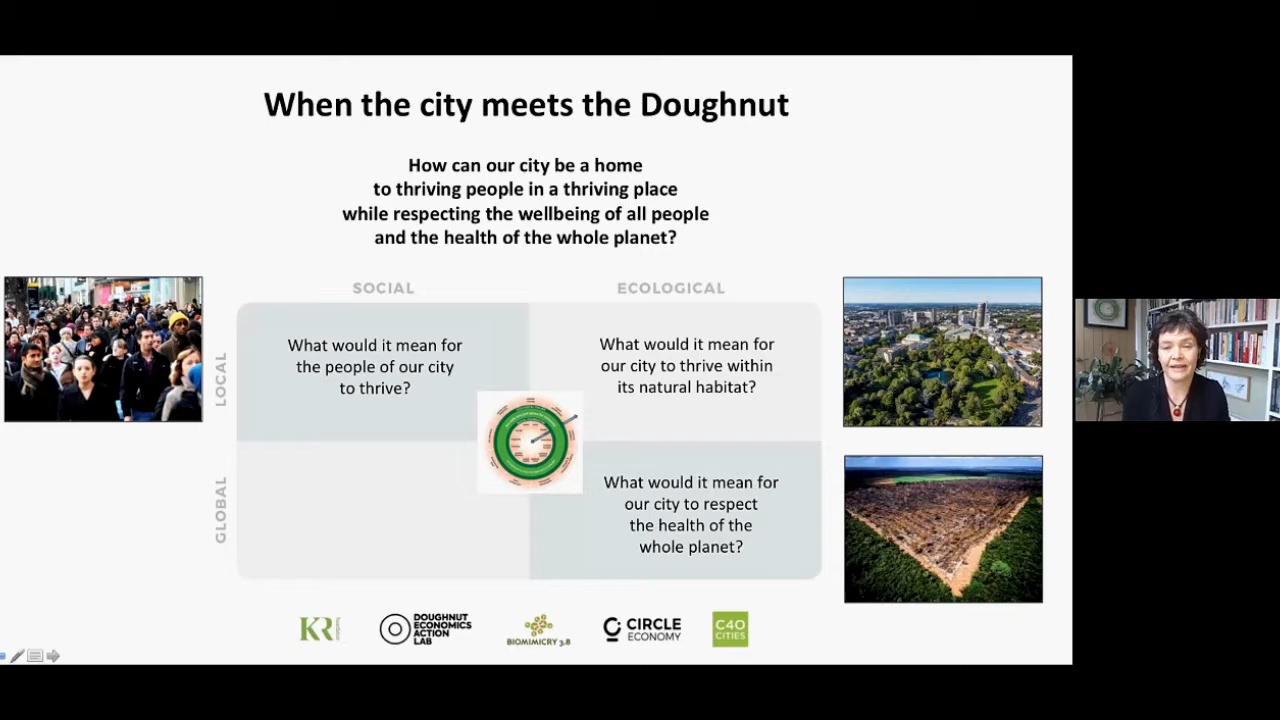 When the city meets the Doughnut
How can our city be a home
to thriving people in a thriving place
while respecting the wellbeing of all people
and the health of the whole planet?
SOCIAL
ECOLOGICAL
LOCAL
What would it mean for
the people of our city
to thrive?
What would it mean for
our city to thrive within
its natural habitat?
GLOBAL
What would it mean for
our city to respect
the health of the
whole planet?
KR
DOUGHNUT
ECONOMICS
ACTION
LAB
BIOMIMICRY 3.8
CIRCLE
ECONOMY
C40
CITIES